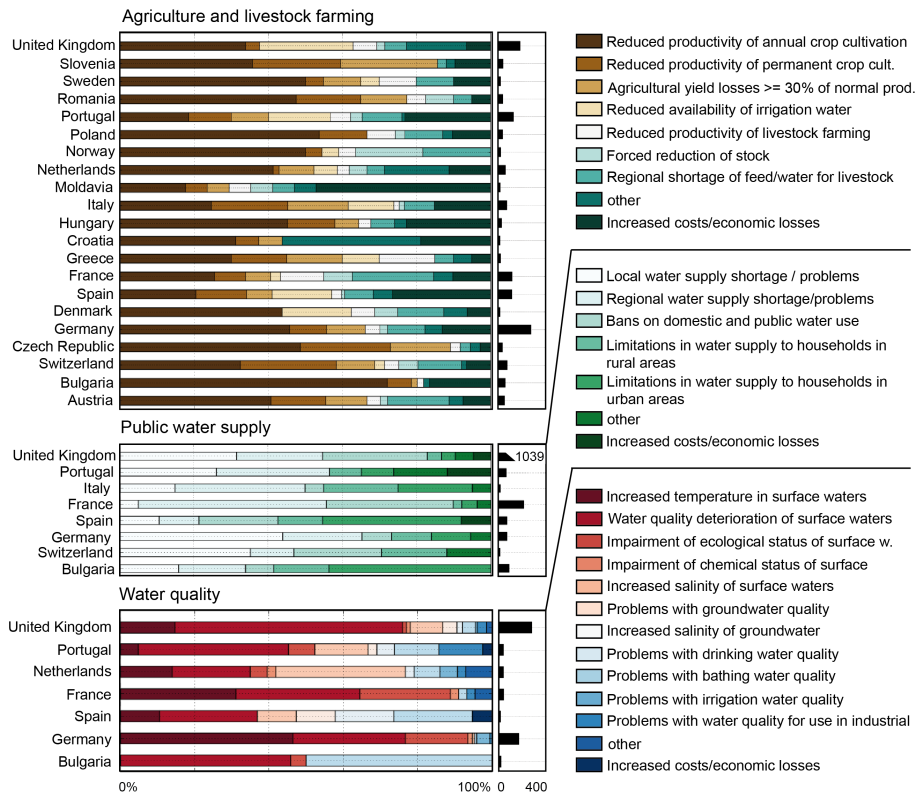 Agriculture and livestock farming
United Kingdom
Slovenia
Sweden
Romania
Portugal
Poland
Norway
Netherlands
Moldavia
Italy
Hungary
Croatia
Greece
France
Spain
Denmark
Germany
Czech Republic
Switzerland
Bulgaria
Austria
Reduced productivity of annual crop cultivation
Reduced productivity of permanent crop cult.
Agricultural yield losses >= 30% of normal prod.
Reduced availability of irrigation water
Reduced productivity of livestock farming
Forced reduction of stock
Regional shortage of feed/water for livestock
other
Increased costs/economic losses
Public water supply
United Kingdom
Portugal
Italy
France
Spain
Germany
Switzerland
Bulgaria
1039
Local water supply shortage / problems
Regional water supply shortage/problems
Bans on domestic and public water use
Limitations in water supply to households in
rural areas
Limitations in water supply to households in
urban areas
other
Increased costs/economic losses
Water quality
United Kingdom
Portugal
Netherlands
France
Spain
Germany
Bulgaria
0%
100%
0
400
Increased temperature in surface waters
Water quality deterioration of surface waters
Impairment of ecological status of surface w.
Impairment of chemical status of surface
Increased salinity of surface waters
Problems with groundwater quality
Increased salinity of groundwater
Problems with drinking water quality
Problems with bathing water quality
Problems with irrigation water quality
Problems with water quality for use in industrial
other
Increased costs/economic losses